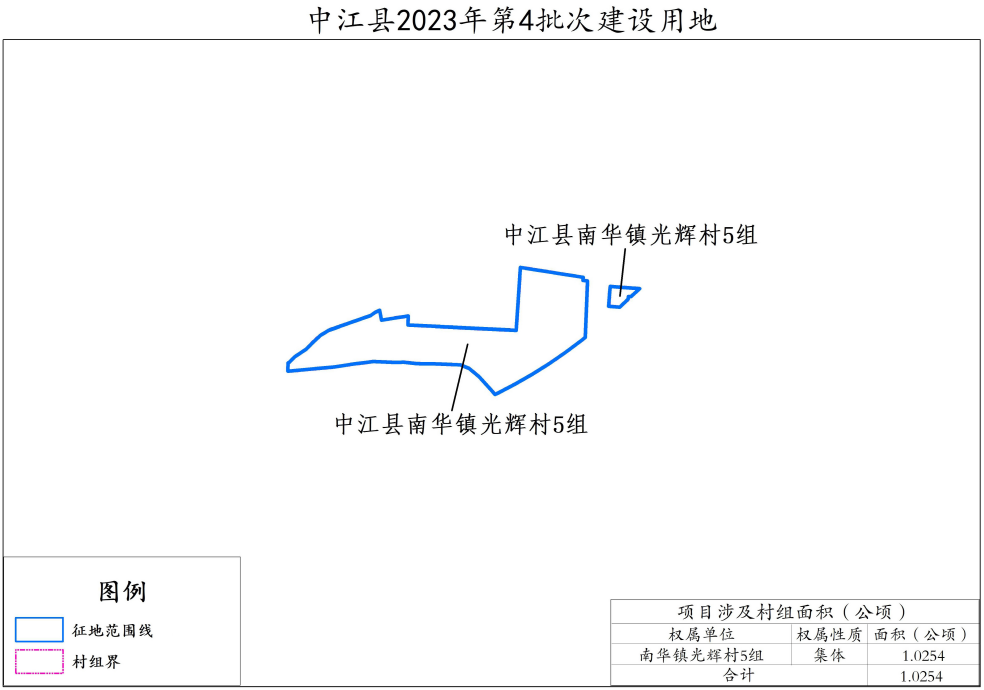 中江县2023年第4批次建设用地
中江县南华镇光辉村5组
中江县南华镇光辉村5组
图例
征地范围线
村组界
项目涉及村组面积（公顷）
权属单位 权属性质 面积（公顷）
南华镇光辉村5组 集体 1.0254
合计 1.0254